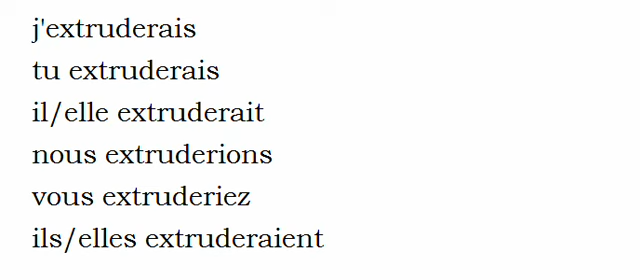 j'extruderais
tu extruderais
il/elle extruderait
nous extruderions
vous extruderiez
ils/elles extruderaient